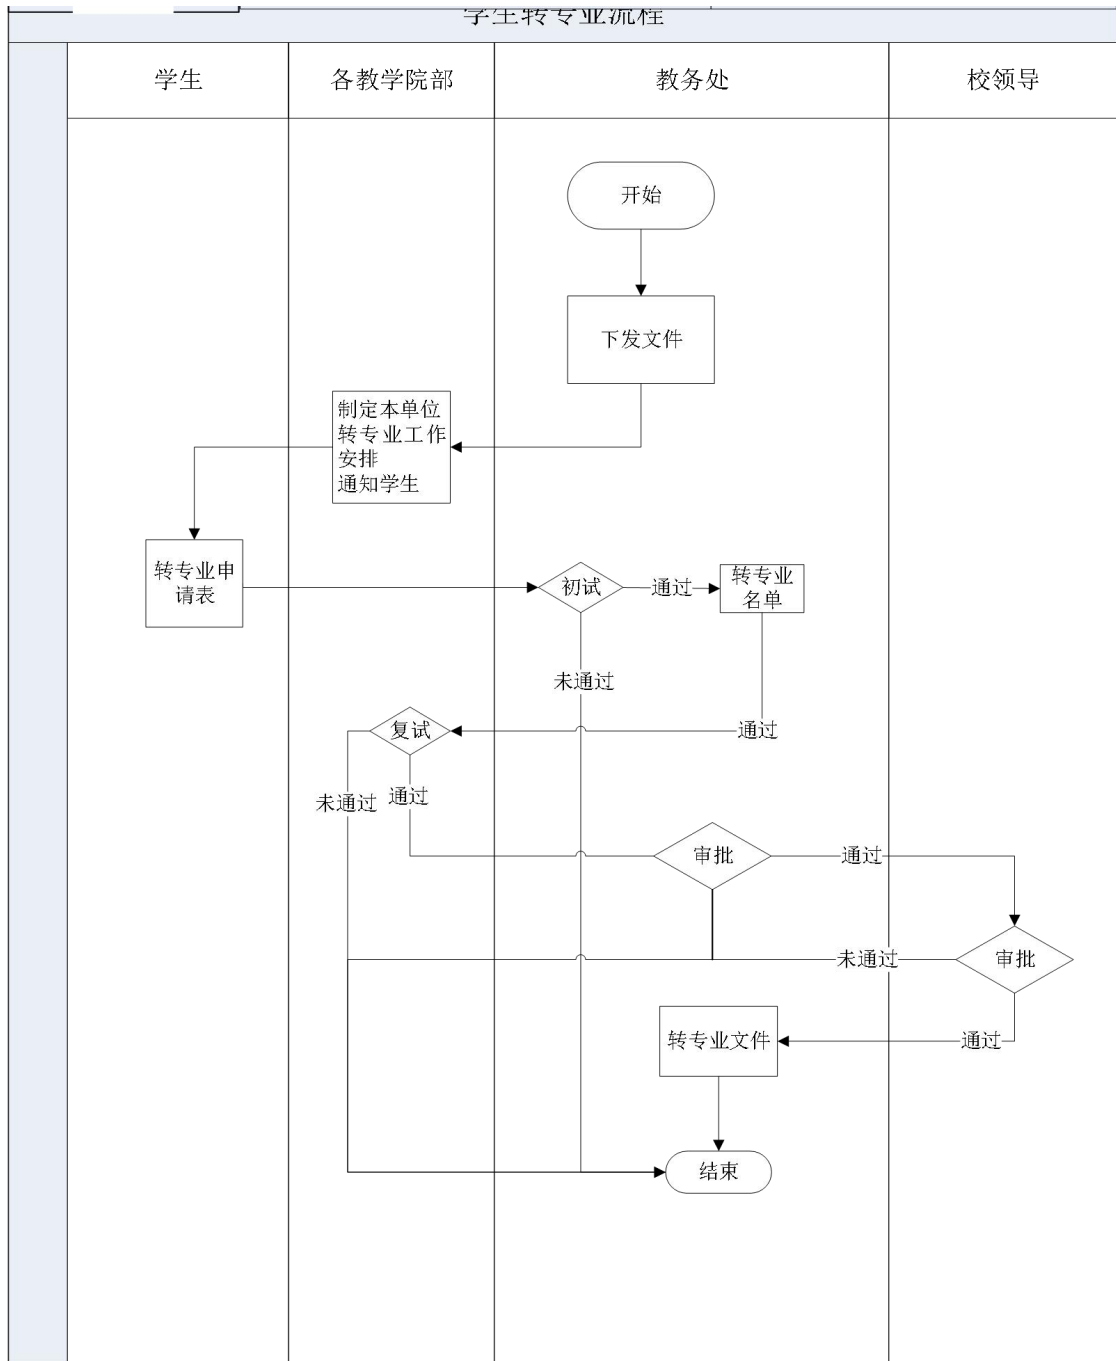 学生转专业流程
学生
各教学院部
教务处
校领导
开始
下发文件
制定本单位
转专业工作
安排
通知学生
转专业申
请表
初试
通过
转专业
名单
未通过
复试
通过
未通过
通过
审批
通过
未通过
审批
转专业文件
通过
结束